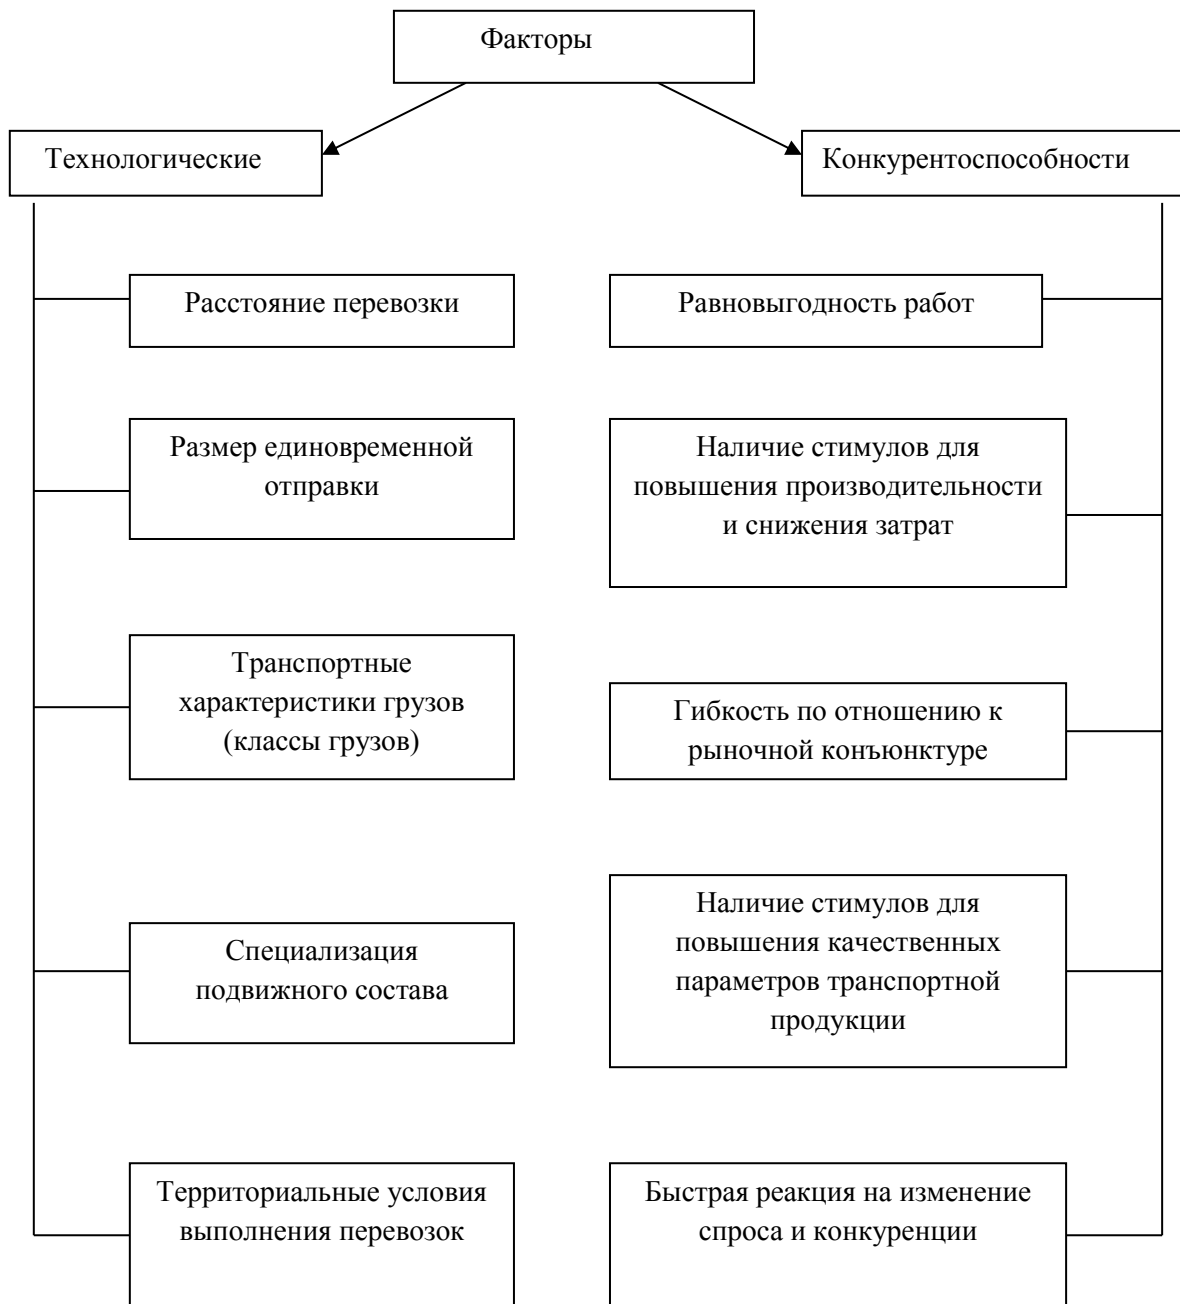 Факторы
Технологические
Конкурентоспособности
Расстояние перевозки
Равновыгодность работ
Размер единовременной
отправки
Наличие стимулов для
повышения производительности
и снижения затрат
Транспортные
характеристики грузов
(классы грузов)
Гибкость по отношению к
рыночной конъюнктуре
Специализация
подвижного состава
Наличие стимулов для
повышения качественных
параметров транспортной
продукции
Территориальные условия
выполнения перевозок
Быстрая реакция на изменение
спроса и конкуренции